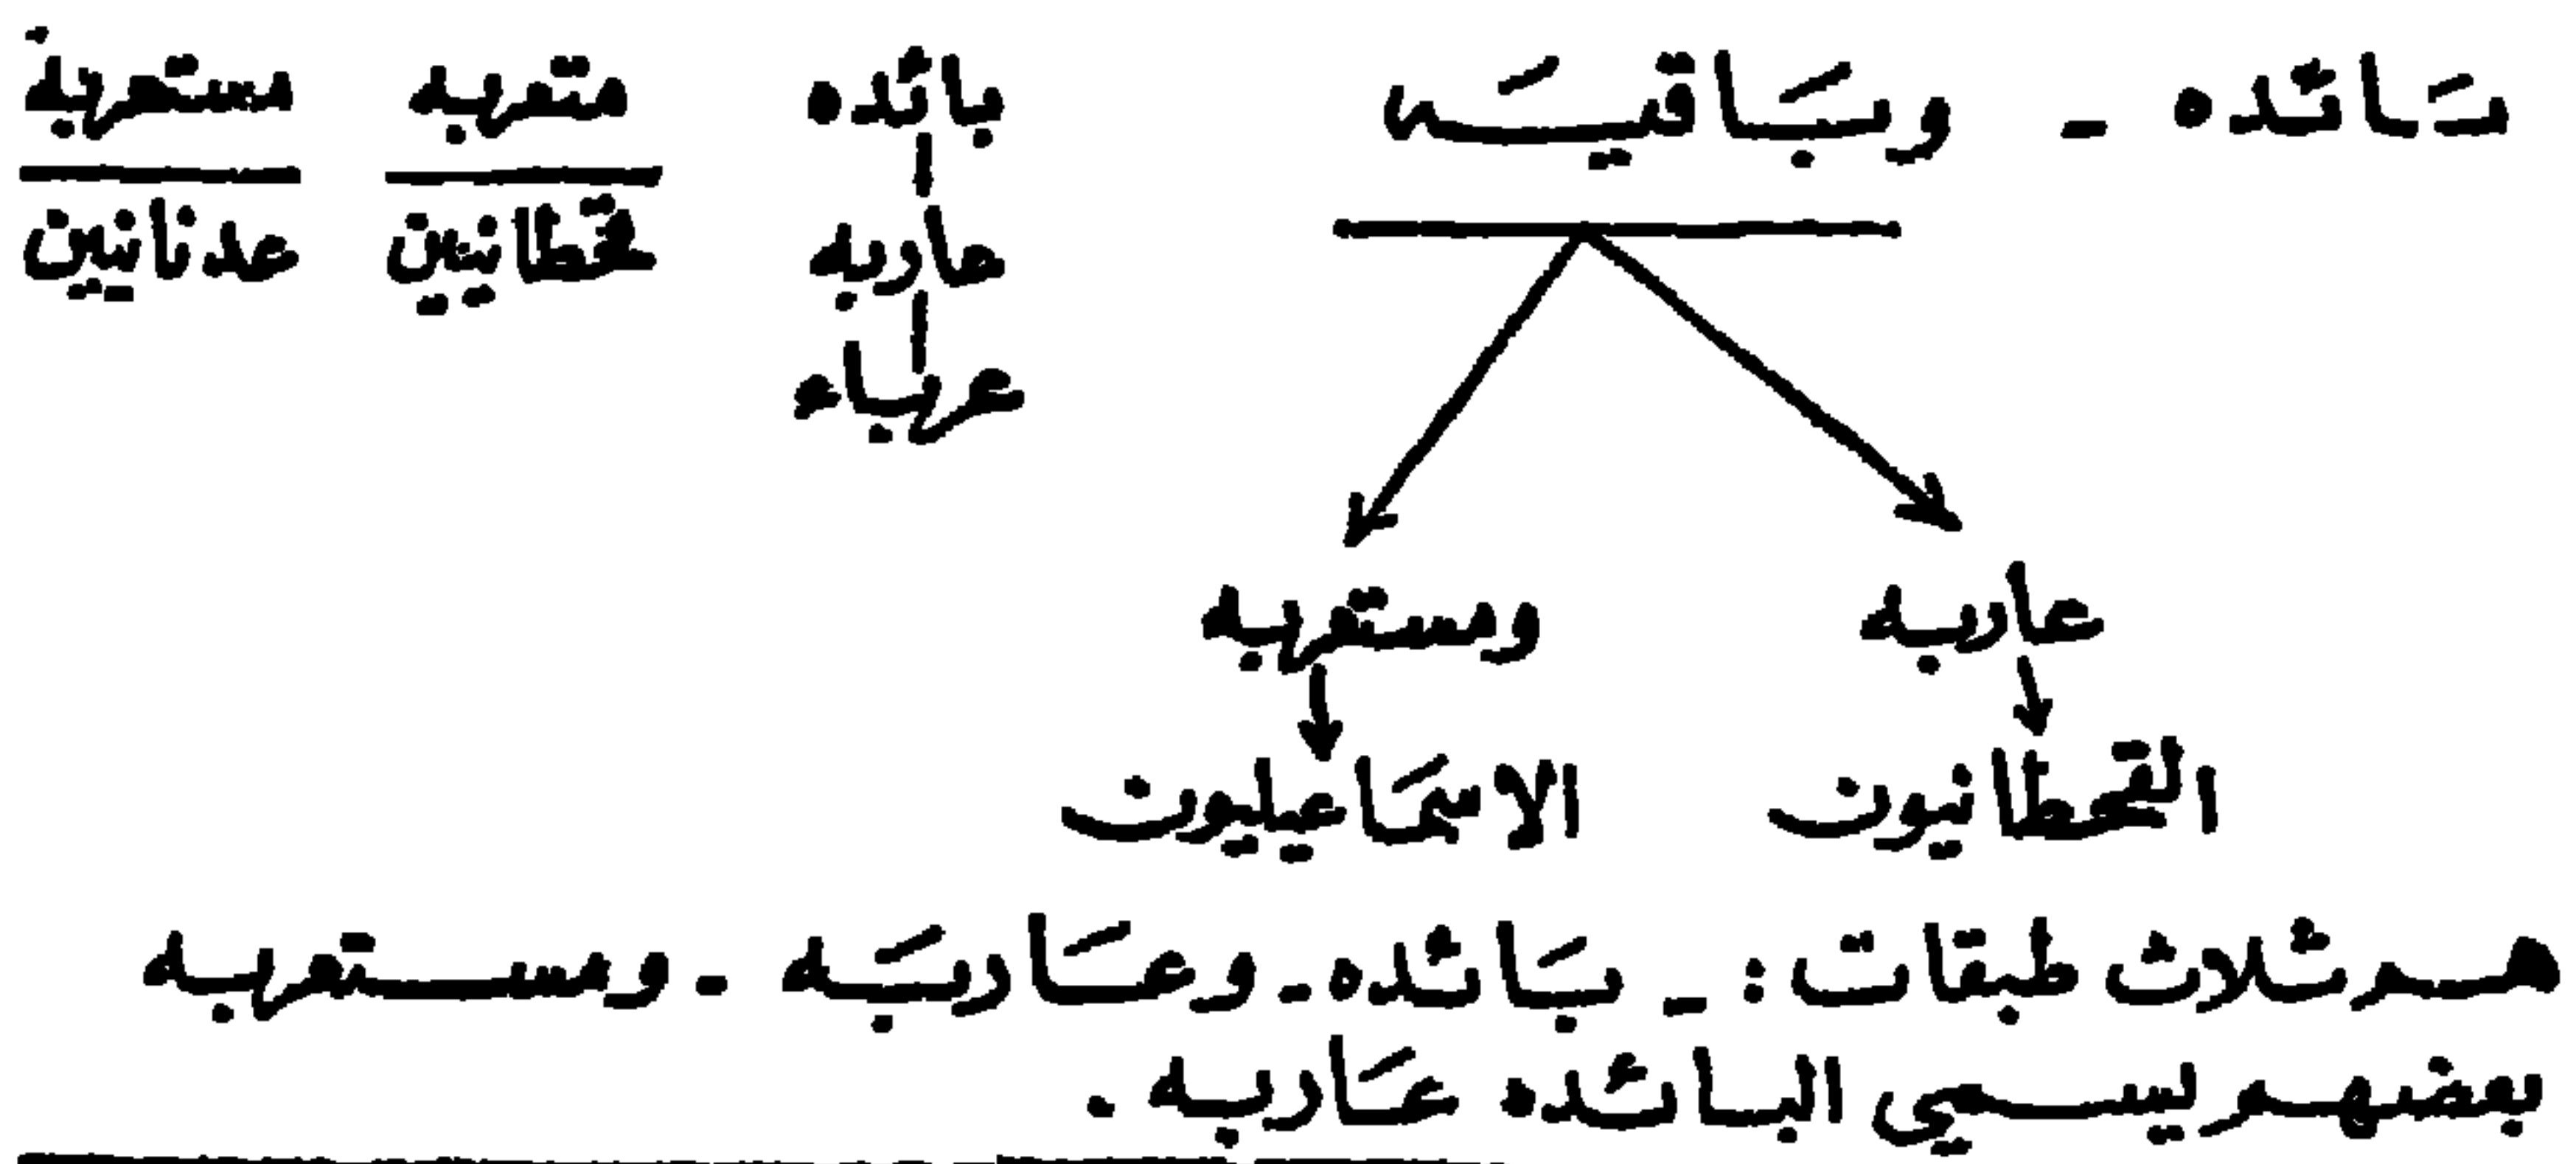 بائده - وباقيه
بائده متعربه مستعربة
عاربه قحطانيين عدنانيين
عرباء
عاربه ومستعربه
القحطانيون الاسماعيليون
هم ثلاث طبقات : - بائده - وعاربه - ومستعربه
بعضهم يسمي البائده عاربه .